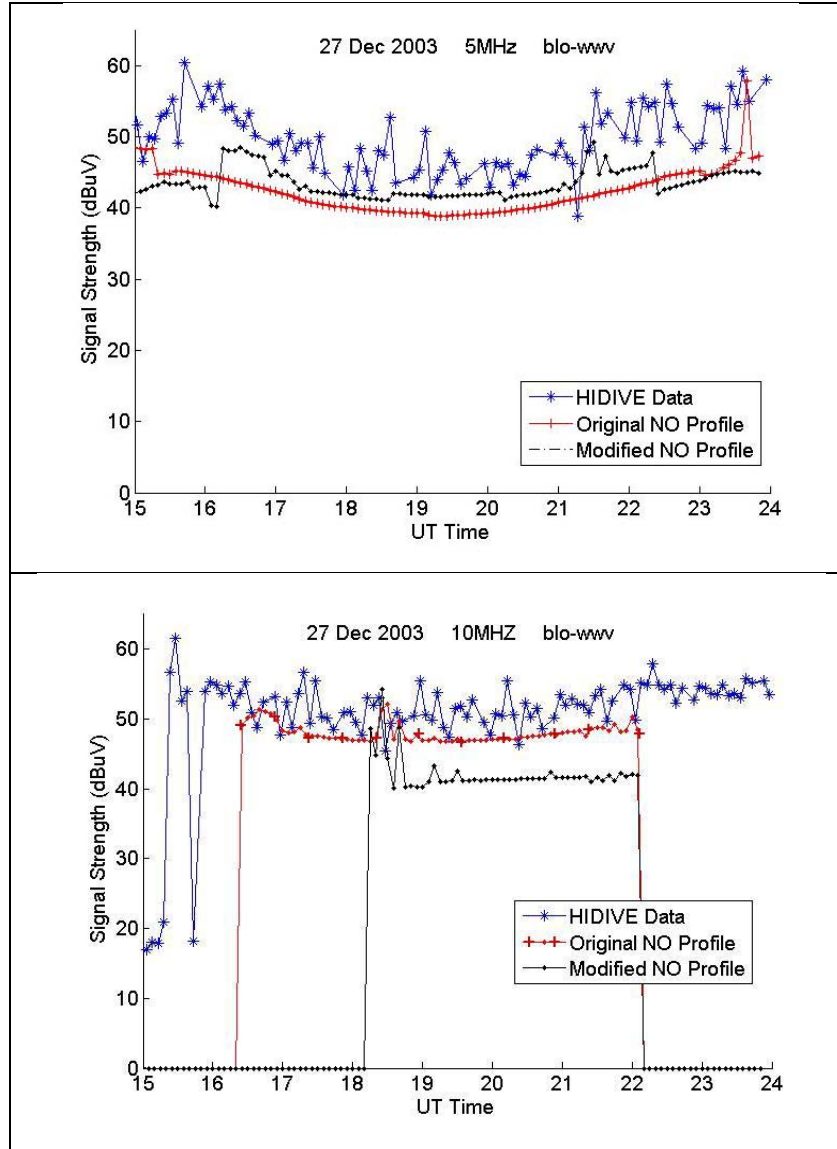 27 Dec 2003 5MHz blo-wwv
Signal Strength (dBuV)
60
50
40
30
40
20
10
0
HIDIVE Data
Original NO Profile
Modified NO Profile
15 16 17 18 19 20 21 22 23 24
UT Time
27 Dec 2003 10MHZ blo-wwv
Signal Strength (dBuV)
60
50
40
30
20
10
0
HIDIVE Data
Original NO Profile
Modified NO Profile
15 16 17 18 19 20 21 22 23 24
UT Time